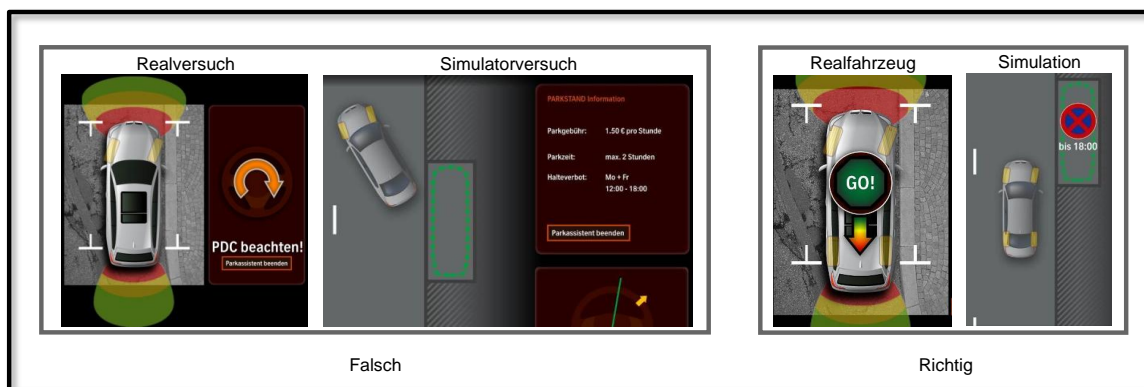 Realversuch
PDC beachten!
Parkassistent beenden
Simulatorversuch
PARKSTAND Information
Parkgebühr: 1.50 € pro Stunde
Parkzeit: max. 2 Stunden
Halteverbot: Mo + Fr
12:00 - 18:00
Parkassistent beenden
Falsch
Realfahrzeug
GO!
Simulation
bis 18:00
Richtig